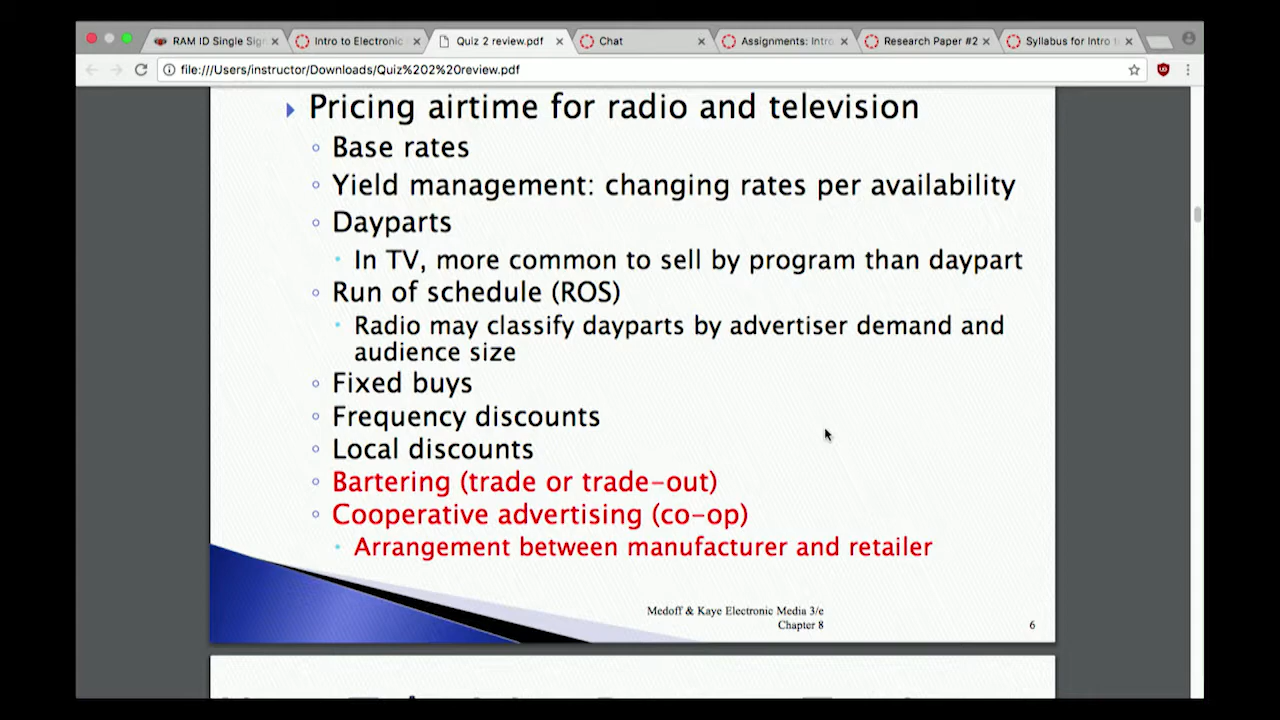 RAM ID Single Sign
Intro to Electronic
Quiz 2 review.pdf
Chat
Assignments: Intro
Research Paper #2
Syllabus for Intro t
file:///Users/instructor/Downloads/Quiz%202%20review.pdf
Pricing airtime for radio and television
Base rates
Yield management: changing rates per availability
Dayparts
In TV, more common to sell by program than daypart
Run of schedule (ROS)
Radio may classify dayparts by advertiser demand and
audience size
Fixed buys
Frequency discounts
Local discounts
Bartering (trade or trade-out)
Cooperative advertising (co-op)
Arrangement between manufacturer and retailer
Medoff & Kaye Electronic Media 3/e
Chapter 8
6